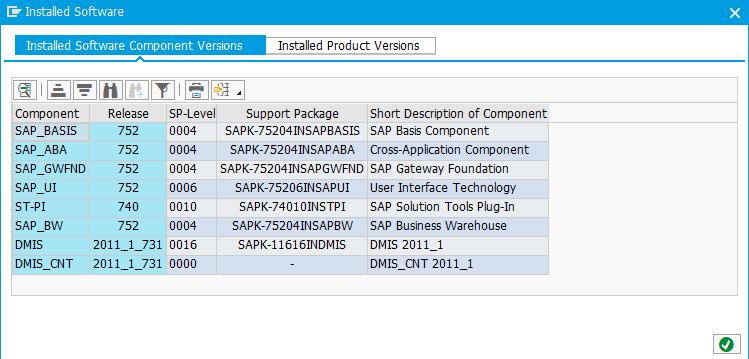 Installed Software
Installed Software Component Versions Installed Product Versions
Component Release SP-Level Support Package Short Description of Component
SAP_BASIS 752 0004 SAPK-75204INSAPBASIS SAP Basis Component
SAP_ABA 752 0004 SAPK-75204INSAPABA Cross-Application Component
SAP_GWFND 752 0004 SAPK-75204INSAPGWFND SAP Gateway Foundation
SAP_UI 752 0006 SAPK-75206INSAPUI User Interface Technology
ST-PI 740 0010 SAPK-74010INSTPI SAP Solution Tools Plug-In
SAP_BW 752 0004 SAPK-75204INSAPBW SAP Business Warehouse
DMIS 2011_1_731 0016 SAPK-11616INDMIS DMIS 2011_1
DMIS_CNT 2011_1_731 0000 - DMIS_CNT 2011_1